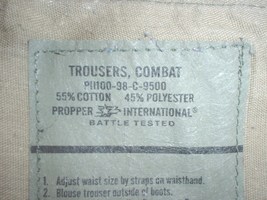 TROUSERS, COMBAT
PI1100-98-C-9500
55% COTTON 45% POLYESTER
PROPPER INTERNATIONAL®
BATTLE TESTED
1. Adjust waist size by straps on waistband.
2. Blouse trouser outside of boots.